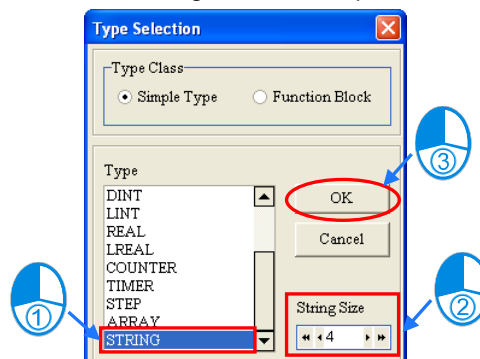 Type Selection
Type Class
Simple Type
Function Block
Type
DINT
LINT
REAL
LREAL
COUNTER
TIMER
STEP
ARRAY
STRING
OK
Cancel
String Size
4
①
②
③